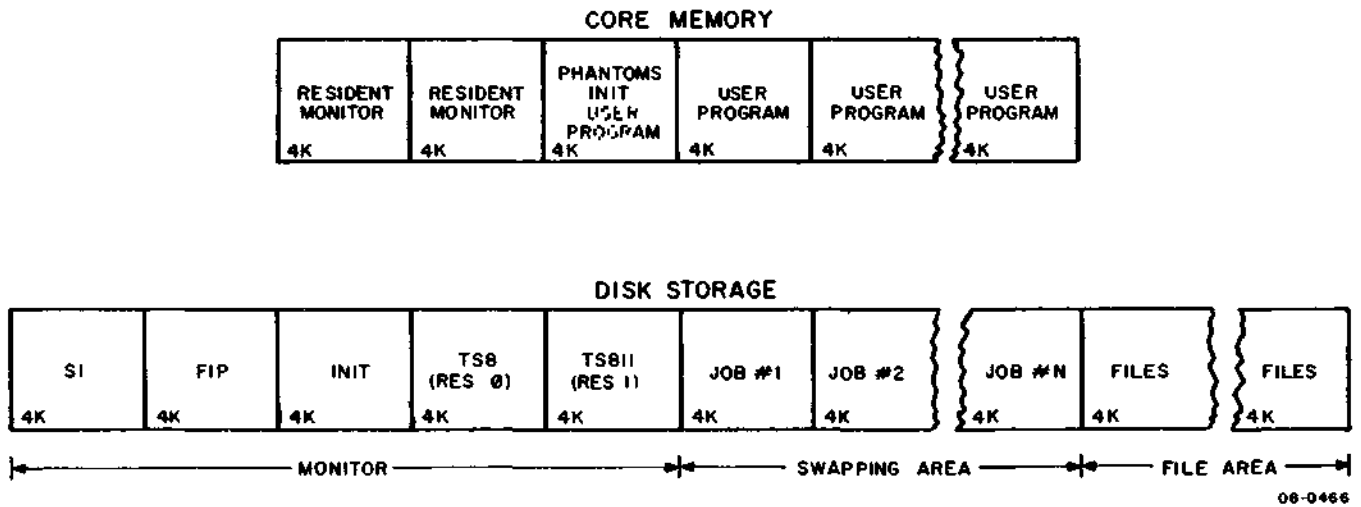 CORE MEMORY
RESIDENT MONITOR
4K
RESIDENT MONITOR
4K
PHANTOMS
INIT
USER
PROGRAM
4K
USER
PROGRAM
4K
USER
PROGRAM
4K
USER
PROGRAM
4K
DISK STORAGE
SI
4K
FIP
4K
INIT
4K
TS8
(RES 0)
4K
TS8II
(RES I)
4K
JOB #1
4K
JOB #2
4K
JOB #N
4K
FILES
4K
FILES
4K
MONITOR
SWAPPING AREA
FILE AREA
08-0466